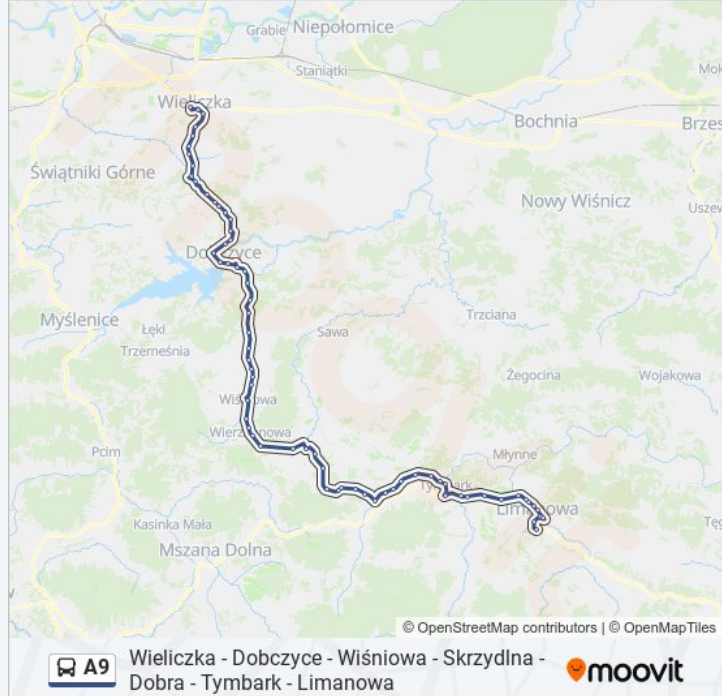 Grabie
Niepołomice
Staniątki
Mok
Wieliczka
Bochnia
Brzes
Świątniki Górne
Nowy Wiśnicz
Uszew
Dobczyce
Myślenice
Łęki
Trzemeśnia
Sawa
Trzciana
Żegocina
Wojakowa
Wiśniowa
Wierzbanowa
Pcim
Młynne
Tymbark
Kasinka Mała
Limanowa
Tęg
Mszana Dolna
w
© OpenStreetMap contributors | © OpenMapTiles
A9
Wieliczka - Dobczyce - Wiśniowa - Skrzydlna -
Dobra - Tymbark - Limanowa
moovit